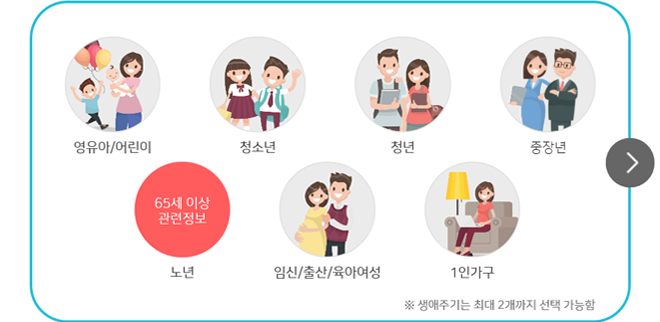 영유아/어린이
청소년
청년
중장년
65세 이상
관련정보
노년
임신/출산/육아여성
1인가구
※ 생애주기는 최대 2개까지 선택 가능함